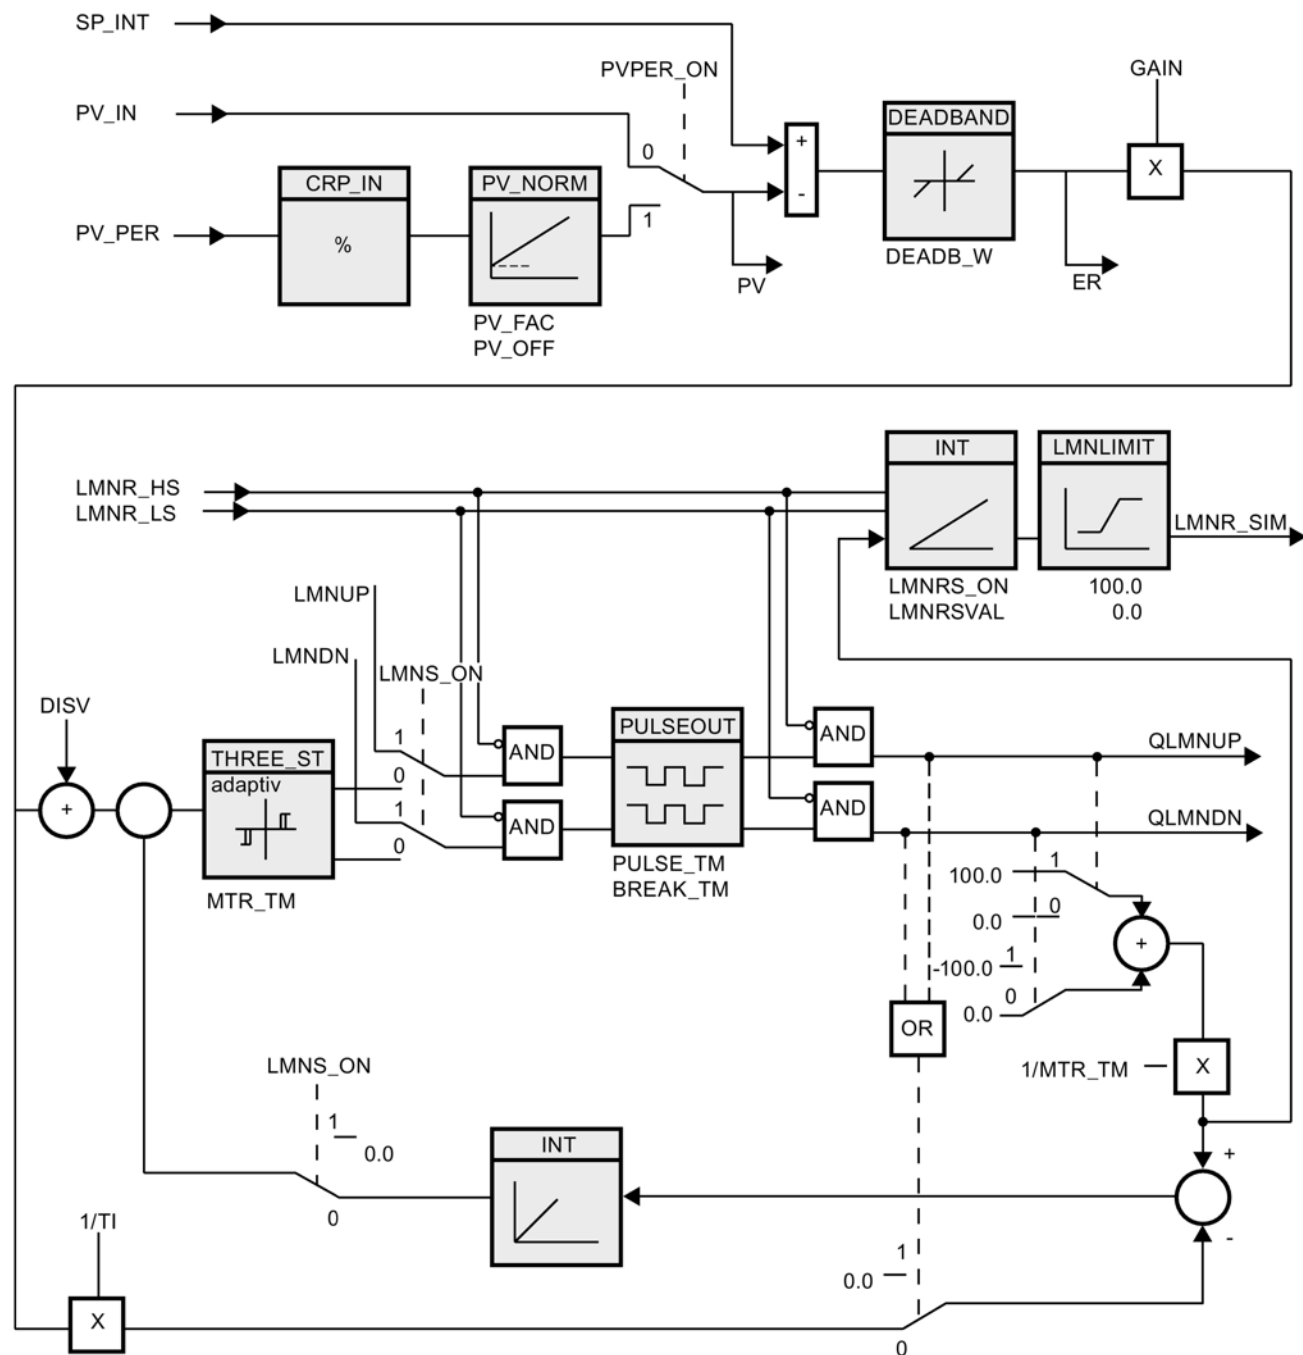 SP_INT
PVPER_ON
GAIN
PV_IN
DEADBAND
+
0
X
CRP_IN
PV_NORM
-
1
PV_PER
%
DEADB_W
PV
ER
PV_FAC
PV_OFF
INT
LMNLIMIT
LMNR_HS
LMNR_LS
LMNR_SIM
LMNRS_ON
100.0
LMNRSVAL
0.0
LMNUP
LMNDN
LMNS_ON
DISV
PULSEOUT
AND
QLMNUP
1
AND
THREE_ST
adaptiv
0
1
+
AND
AND
QLMNDN
0
PULSE_TM
BREAK_TM
MTR_TM
1
100.0
0
0.0
+
1
-100.0
0
0.0
OR
LMNS_ON
1/MTR_TM
X
1
0.0
INT
+
0
1/TI
-
1
0.0
X
0